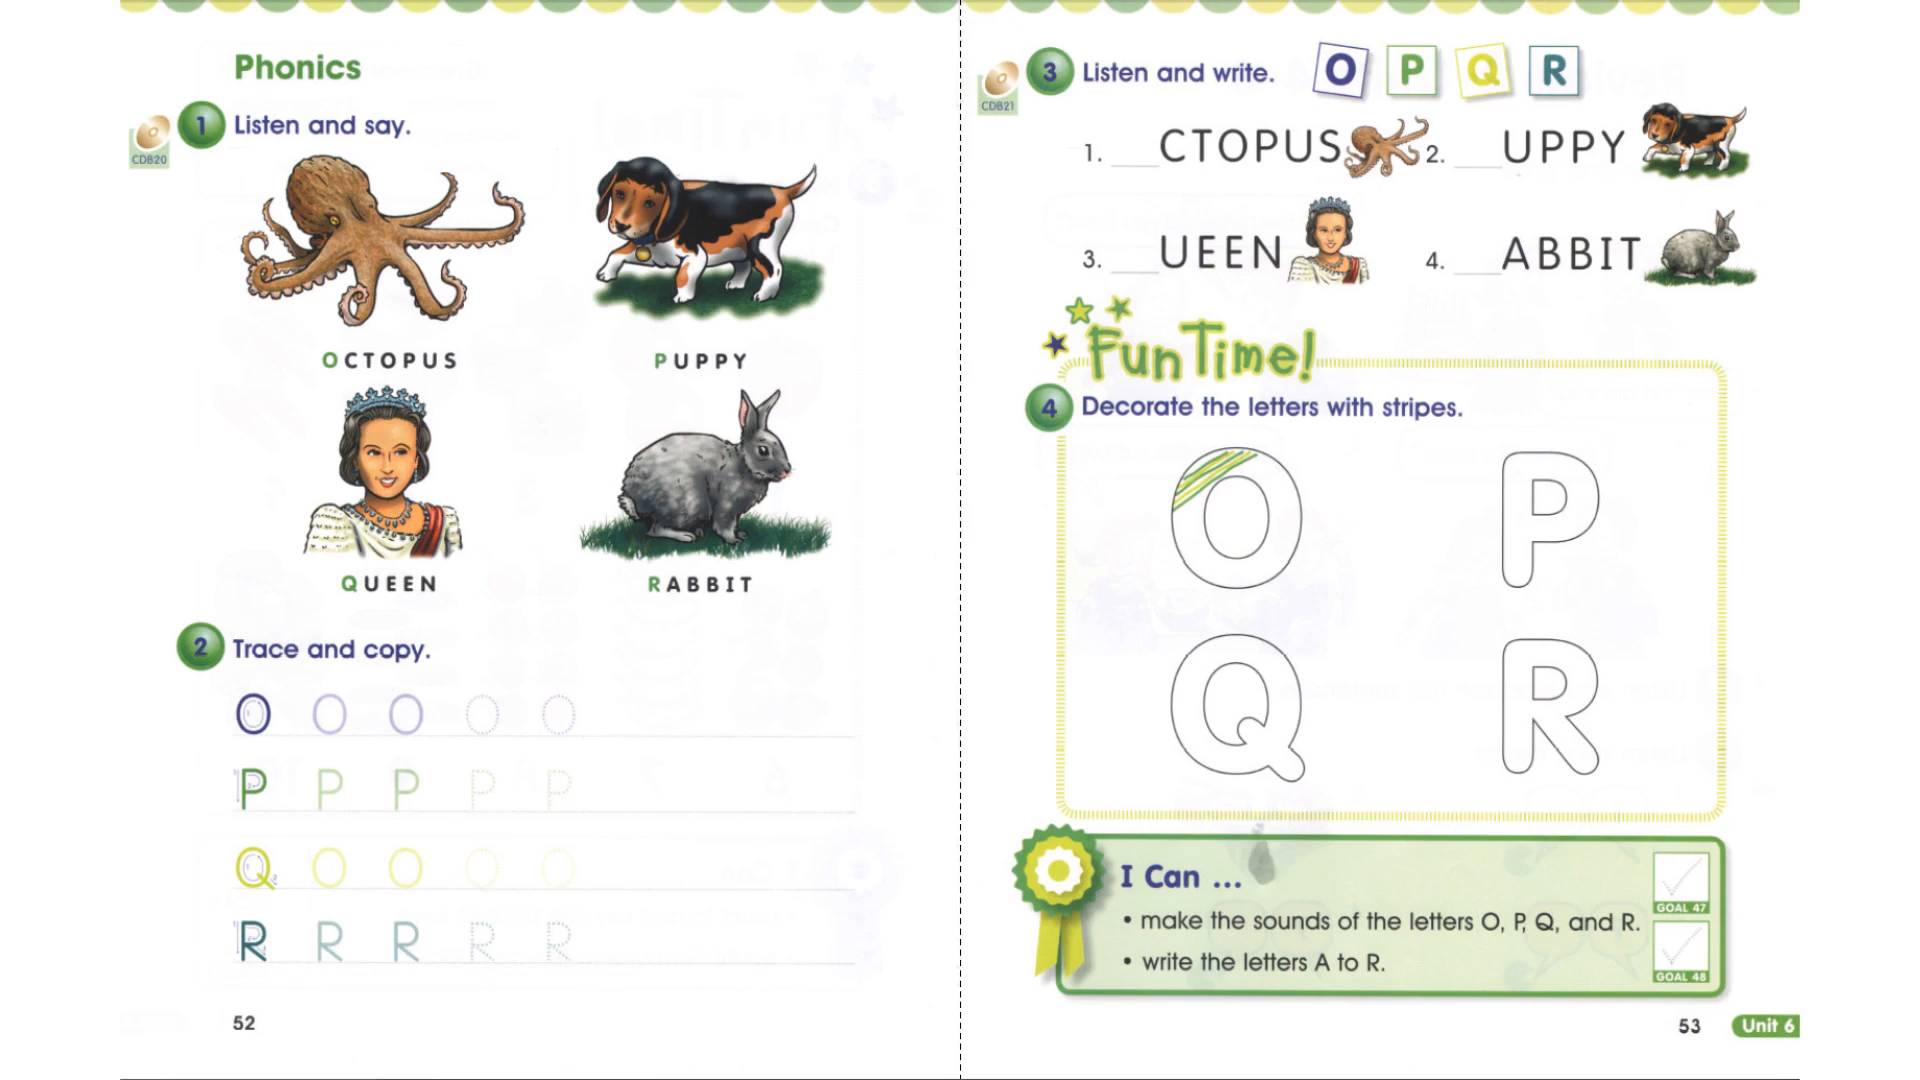 Phonics
CDB20
1 Listen and say.
OCTOPUS PUPPY
QUEEN RABBIT
2 Trace and copy.
O O O O O
P P P P P
Q O O O O
R R R R R
52
CDB21
3 Listen and write. O P Q R
1. ___CTOPUS 2. ___UPPY
3. ___UEEN 4. ___ABBIT
Fun Time!
4 Decorate the letters with stripes.
O P
Q R
I Can ...
• make the sounds of the letters O, P, Q, and R.
GOAL 47
• write the letters A to R.
GOAL 48
53 Unit 6